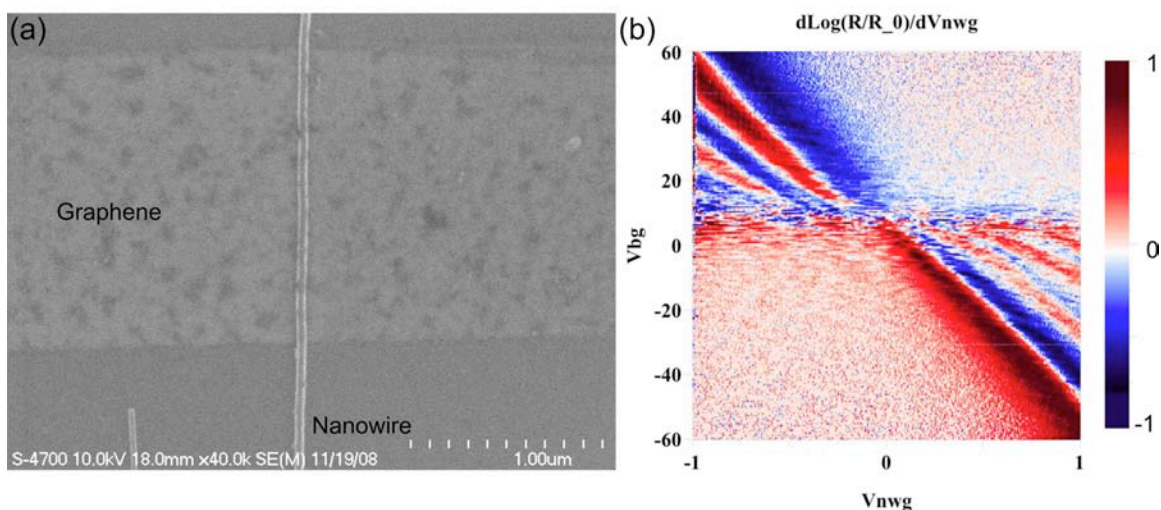 (a)
Graphene
Nanowire
S-4700 10.0kV 18.0mm x40.0k SE(M) 11/19/08
1.00um
(b)
dLog(R/R_0)/dVnwg
60
40
20
0
-20
-40
-60
Vbg
-1
0
1
Vnwg
1
0
-1